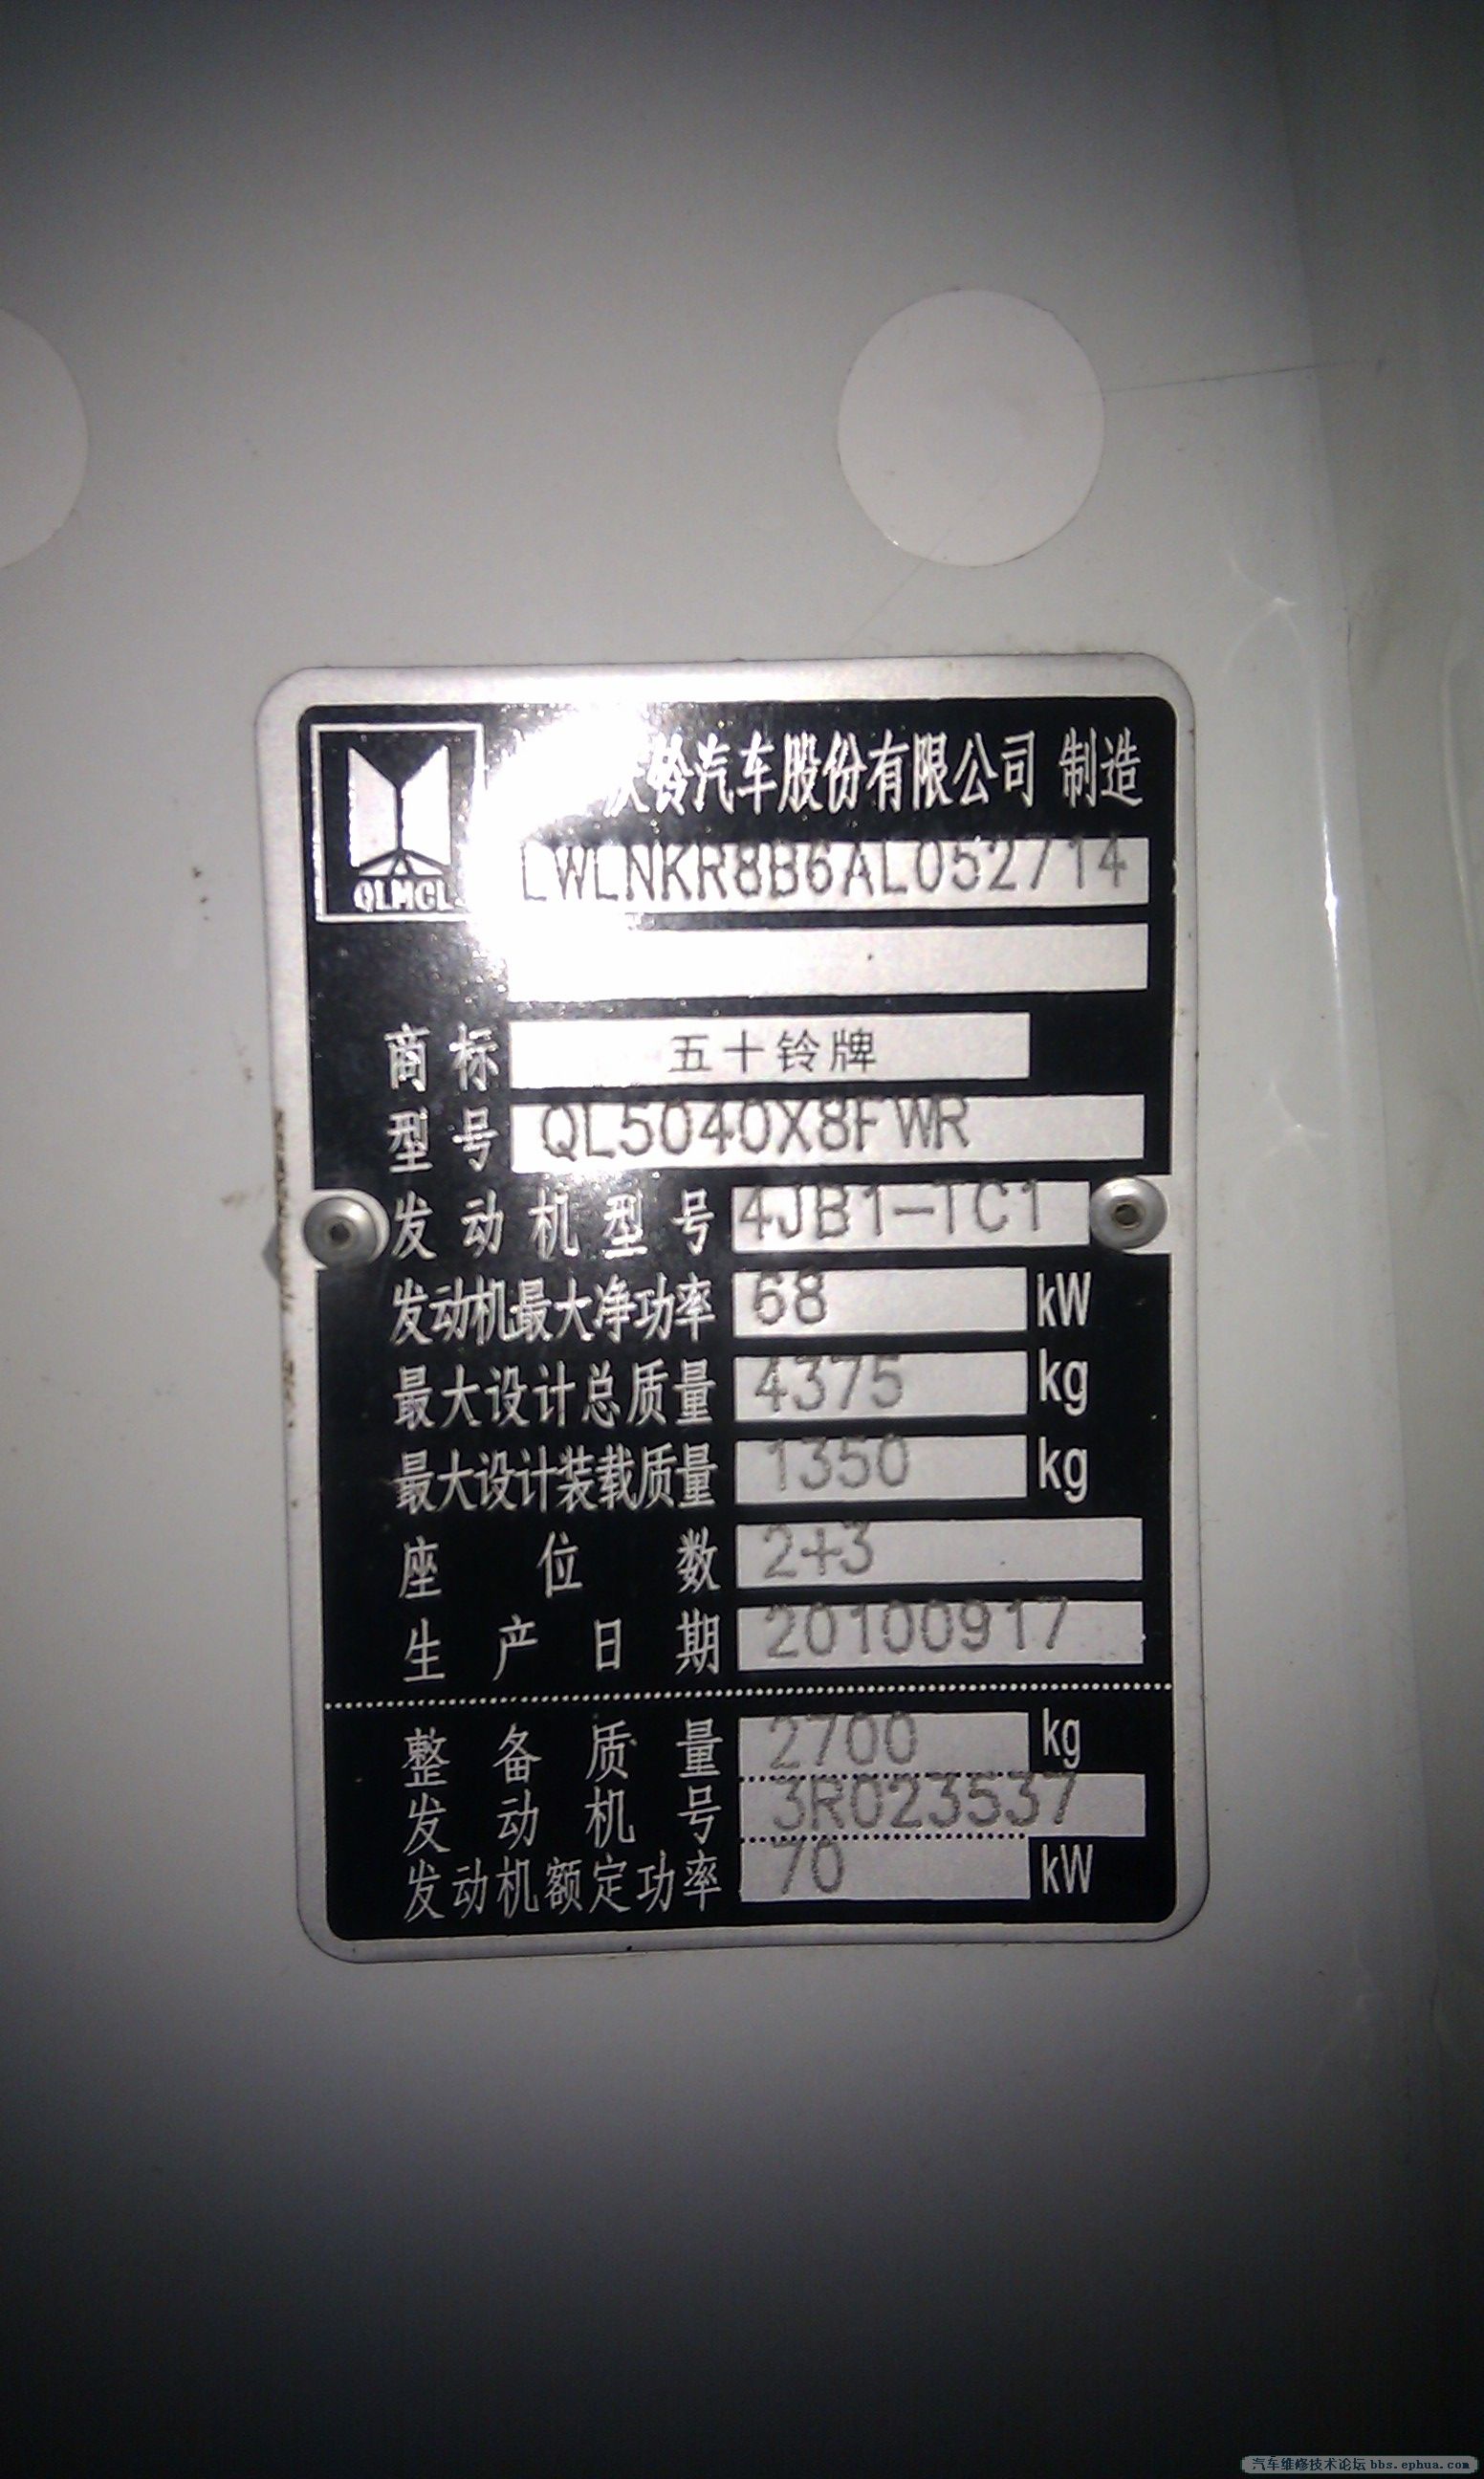 庆铃汽车股份有限公司 制造
QLMCL
LWLNKR8B6AL052714
商标 五十铃牌
型号 QL5040X8FWR
发动机型号 4JB1-TC1
发动机最大净功率 68 kW
最大设计总质量 4375 kg
最大设计装载质量 1350 kg
座位数 2+3
生产日期 20100917
整备质量 2700 kg
发动机号 3R023537
发动机额定功率 70 kW
汽车维修技术论坛 bbs.ephua.com